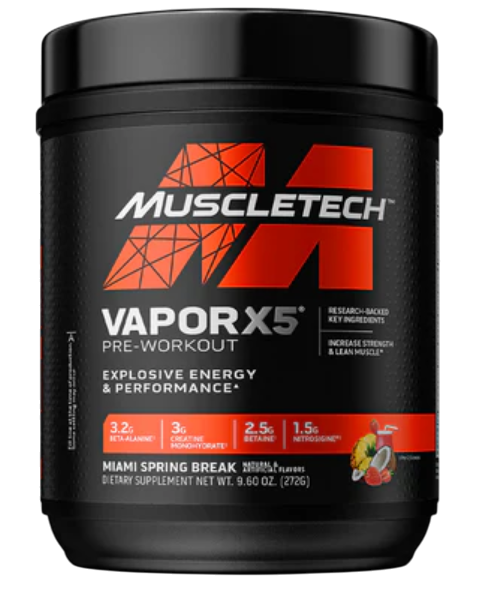 MUSCLETECH™
VAPORX5®
PRE-WORKOUT
RESEARCH-BACKED
KEY INGREDIENTS
INCREASE STRENGTH
& LEAN MUSCLE^
EXPLOSIVE ENERGY
& PERFORMANCE^
3.2G
BETA-ALANINE
3G
CREATINE
MONOHYDRATE
2.5G
BETAINE
1.5G
NITROSIGINE®
MIAMI SPRING BREAK NATURAL &
ARTIFICIAL FLAVORS
DIETARY SUPPLEMENT NET WT. 9.60 OZ. (272G)